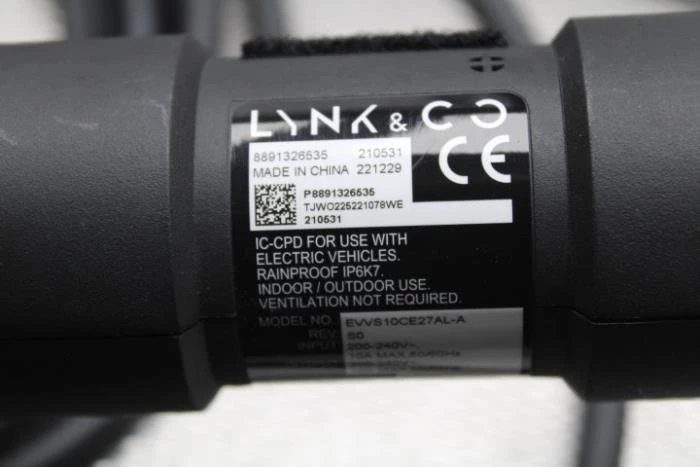 LYNK & CO
8891326535 210531
MADE IN CHINA 221229
CE
P8891326535
TJWO225221078WE
210531
IC-CPD FOR USE WITH
ELECTRIC VEHICLES.
RAINPROOF IP6K7.
INDOOR / OUTDOOR USE.
VENTILATION NOT REQUIRED.
MODEL NO.: EVVS10CE27AL-A
REV: S0
INPUT: 200-240V~,
10A MAX 50/60Hz